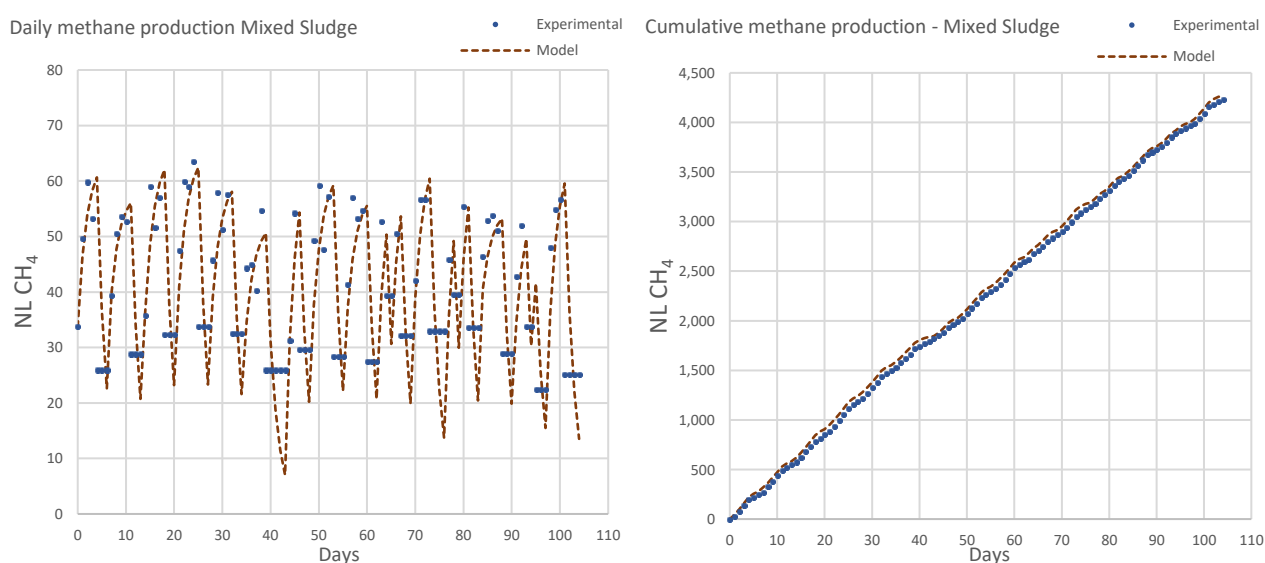 Daily methane production Mixed Sludge
Experimental
Model
80
70
60
50
40
30
20
10
0
NL CH4
0 10 20 30 40 50 60 70 80 90 100 110
Days
Cumulative methane production - Mixed Sludge
Experimental
Model
4,500
4,000
3,500
3,000
2,500
2,000
1,500
1,000
500
0
NL CH4
0 10 20 30 40 50 60 70 80 90 100 110
Days